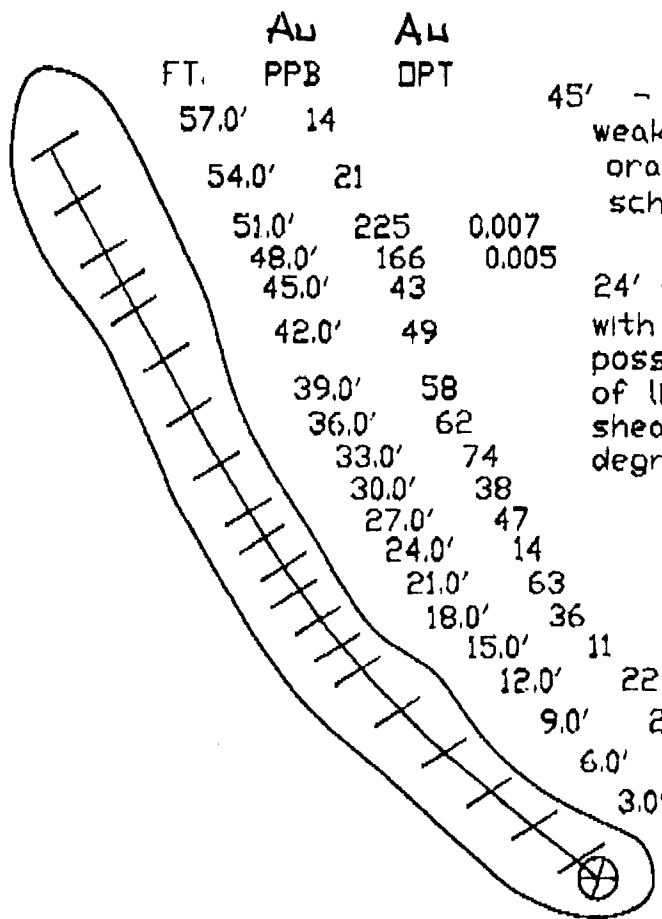 Au Au
FT. PPB OPT
57.0' 14
54.0' 21
51.0' 225 0.007
48.0' 166 0.005
45.0' 43
42.0' 49
39.0' 58
36.0' 62
33.0' 74
30.0' 38
27.0' 47
24.0' 14
21.0' 63
18.0' 36
15.0' 11
12.0' 22
9.0' 2
6.0'
3.0'
45' -
weak
ora
sch
24'
with
poss
of
shea
degr